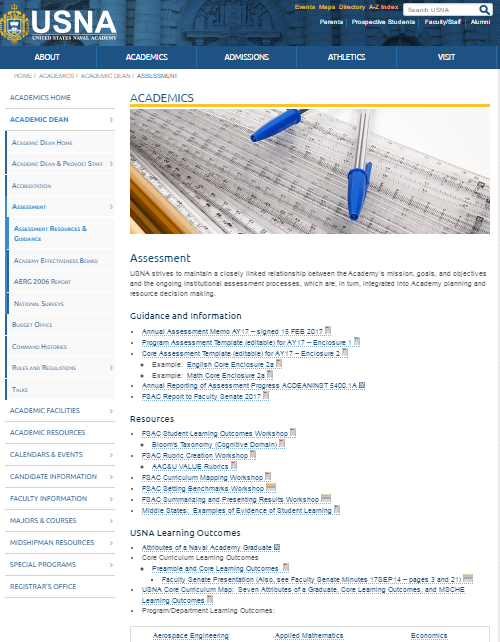 Events Maps Directory A-Z Index
Search USNA
USNA
UNITED STATES NAVAL ACADEMY
Parents Prospective Students Faculty/Staff Alumni
ABOUT ACADEMICS ADMISSIONS ATHLETICS VISIT
HOME / ACADEMICS / ACADEMIC DEAN / ASSESSMENT
ACADEMICS HOME
ACADEMIC DEAN
Academic Dean Home
Academic Dean & Provost Staff
Accreditation
Assessment
Assessment Resources &
Guidance
Academy Effectiveness Board
AERG 2006 Report
National Surveys
Budget Office
Command Histories
Rules and Regulations
Talks
ACADEMIC FACILITIES
ACADEMIC RESOURCES
CALENDARS & EVENTS
CANDIDATE INFORMATION
FACULTY INFORMATION
MAJORS & COURSES
MIDSHIPMAN RESOURCES
SPECIAL PROGRAMS
REGISTRAR'S OFFICE
ACADEMICS
Assessment
USNA strives to maintain a closely linked relationship between the Academy's mission, goals, and objectives
and the ongoing institutional assessment processes, which are, in turn, integrated into Academy planning and
resource decision making.
Guidance and Information
Annual Assessment Memo AY17 – signed 15 FEB 2017
Program Assessment Template (editable) for AY17 – Enclosure 1
Core Assessment Template (editable) for AY17 – Enclosure 2
Example: English Core Enclosure 2a
Example: Math Core Enclosure 2a
Annual Reporting of Assessment Progress ACDEANINST 5400.1A
FSAC Report to Faculty Senate 2017
Resources
FSAC Student Learning Outcomes Workshop
Bloom's Taxonomy (Cognitive Domain)
FSAC Rubric Creation Workshop
AAC&U VALUE Rubrics
FSAC Curriculum Mapping Workshop
FSAC Setting Benchmarks Workshop
FSAC Summarizing and Presenting Results Workshop
Middle States: Examples of Evidence of Student Learning
USNA Learning Outcomes
Attributes of a Naval Academy Graduate
Core Curriculum Learning Outcomes
Preamble and Core Learning Outcomes
Faculty Senate Presentation (Also, see Faculty Senate Minutes 17SEP14 – pages 3 and 21)
USNA Core Curriculum Map: Seven Attributes of a Graduate, Core Learning Outcomes, and MSCHE
Learning Outcomes
Program/Department Learning Outcomes:
Aerospace Engineering Applied Mathematics Economics